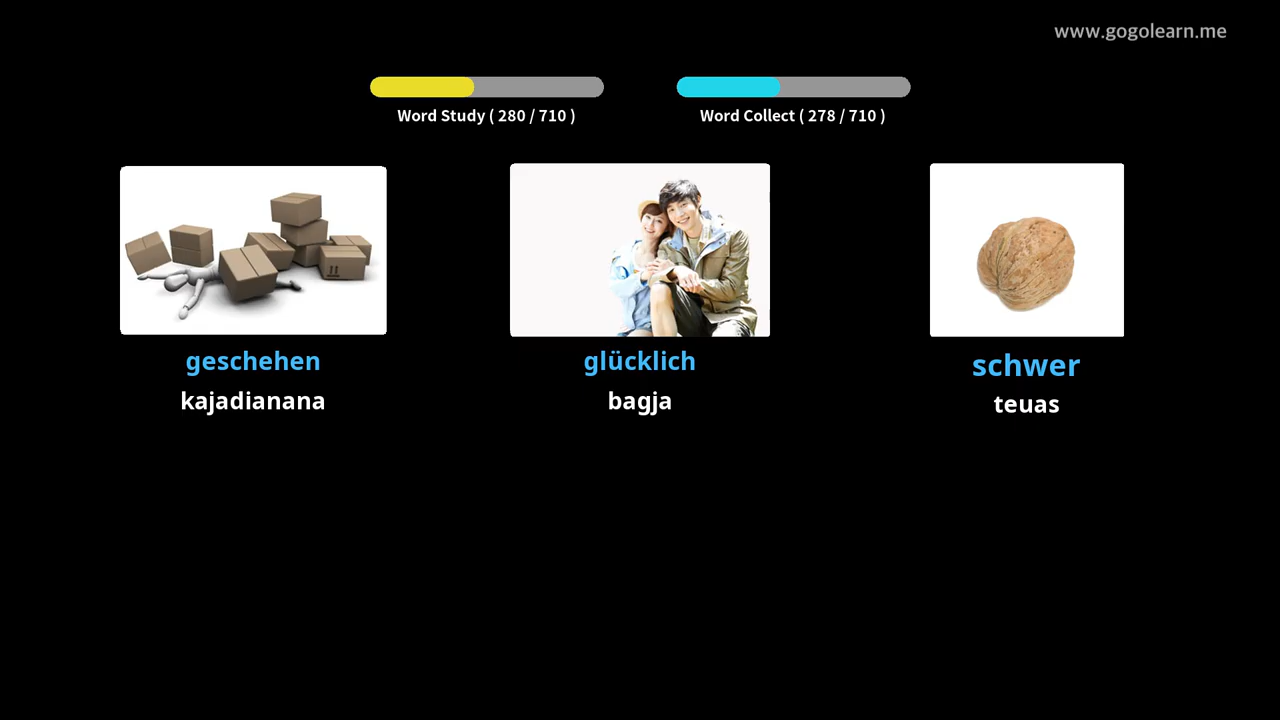 www.gogolearn.me
Word Study ( 280 / 710 )
Word Collect ( 278 / 710 )
geschehen
kajadianana
glücklich
bagja
schwer
teuas